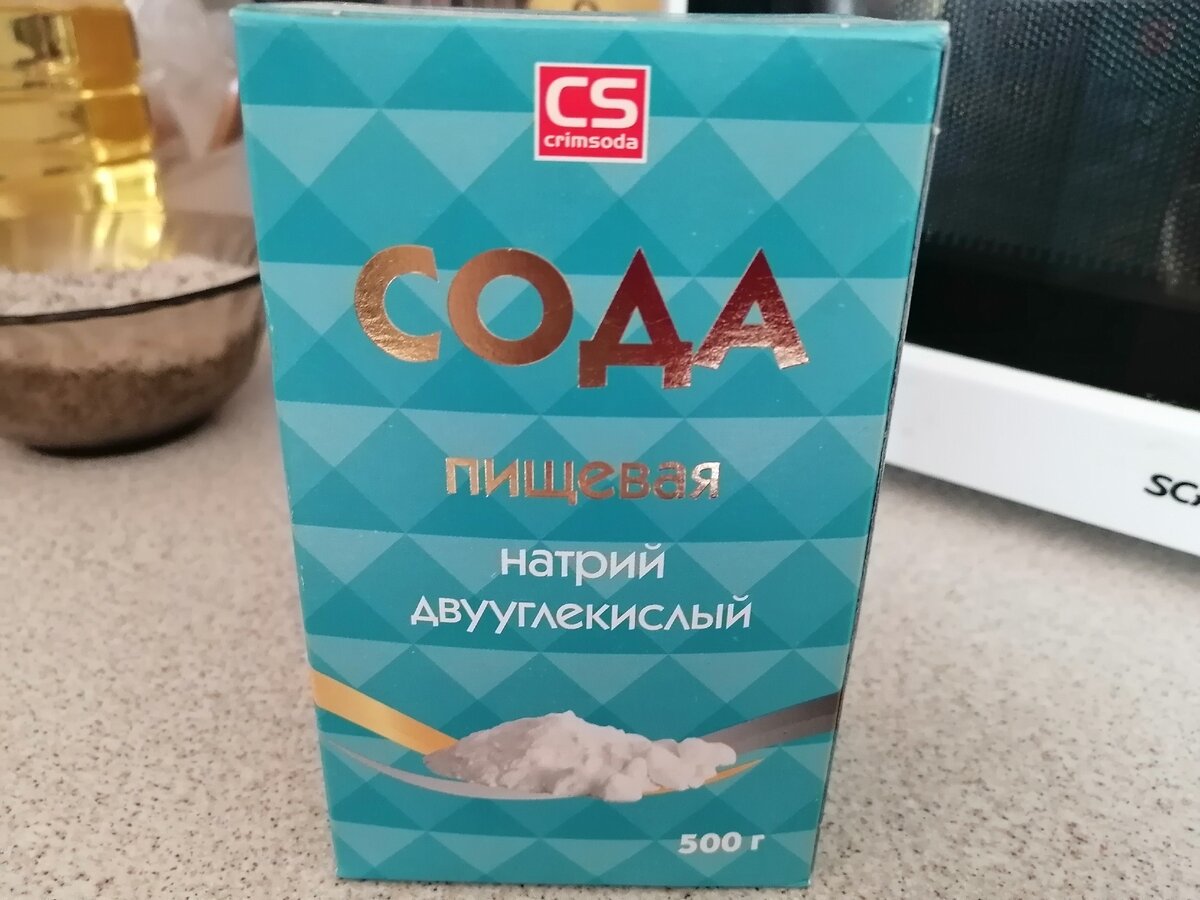 CS
crimsoda
СОДА
пищевая
натрий
двууглекислый
500 г